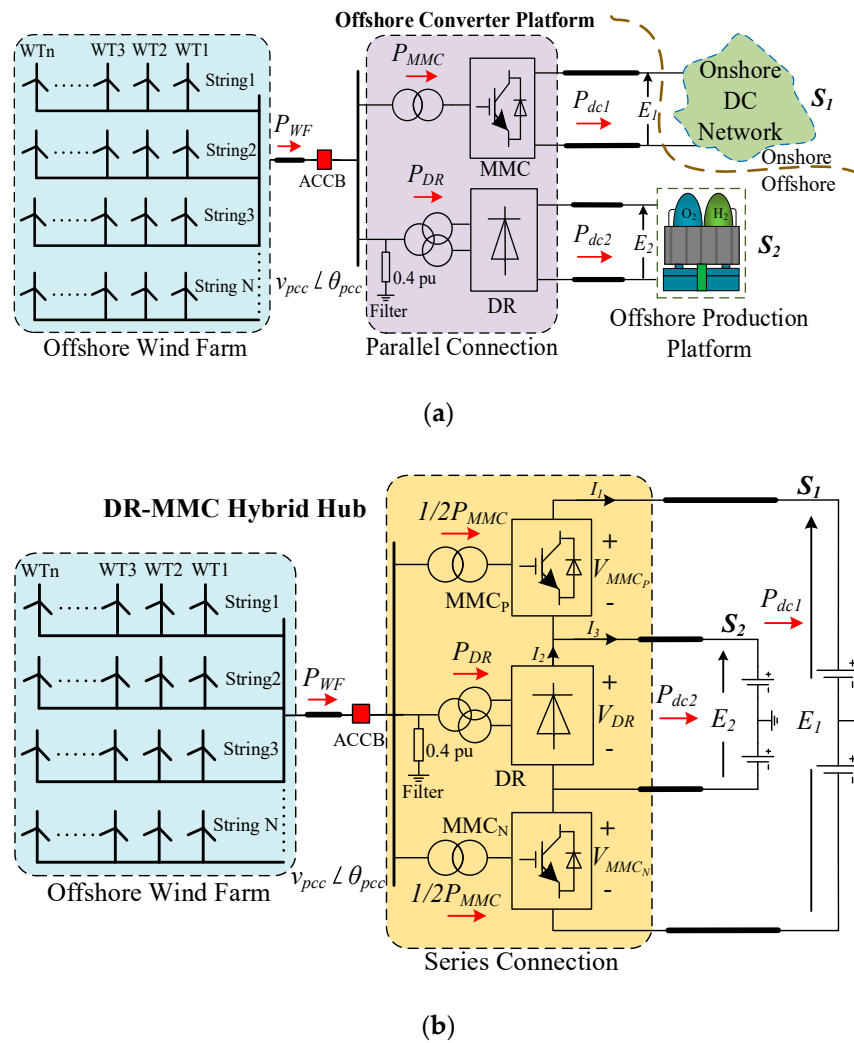 Offshore Converter Platform
WTn WT3 WT2 WT1
String1
String2
String3
String N
Offshore Wind Farm
P_WF
ACCB
v_pcc ∠ θ_pcc
P_MMC
MMC
P_DR
DR
0.4 pu
Filter
Parallel Connection
P_dc1
E_1
Onshore
DC
Network
S_1
Onshore
Offshore
P_dc2
E_2
O_2 H_2
S_2
Offshore Production
Platform
(a)
DR-MMC Hybrid Hub
WTn WT3 WT2 WT1
String1
String2
String3
String N
Offshore Wind Farm
P_WF
ACCB
v_pcc ∠ θ_pcc
1/2P_MMC
MMC_P
+
V_MMC_P
-
I_1
I_2
I_3
P_DR
DR
+
V_DR
-
0.4 pu
Filter
MMC_N
1/2P_MMC
+
V_MMC_N
-
Series Connection
S_1
S_2
P_dc1
P_dc2
E_2
E_1
+
-
+
-
+
-
+
-
(b)